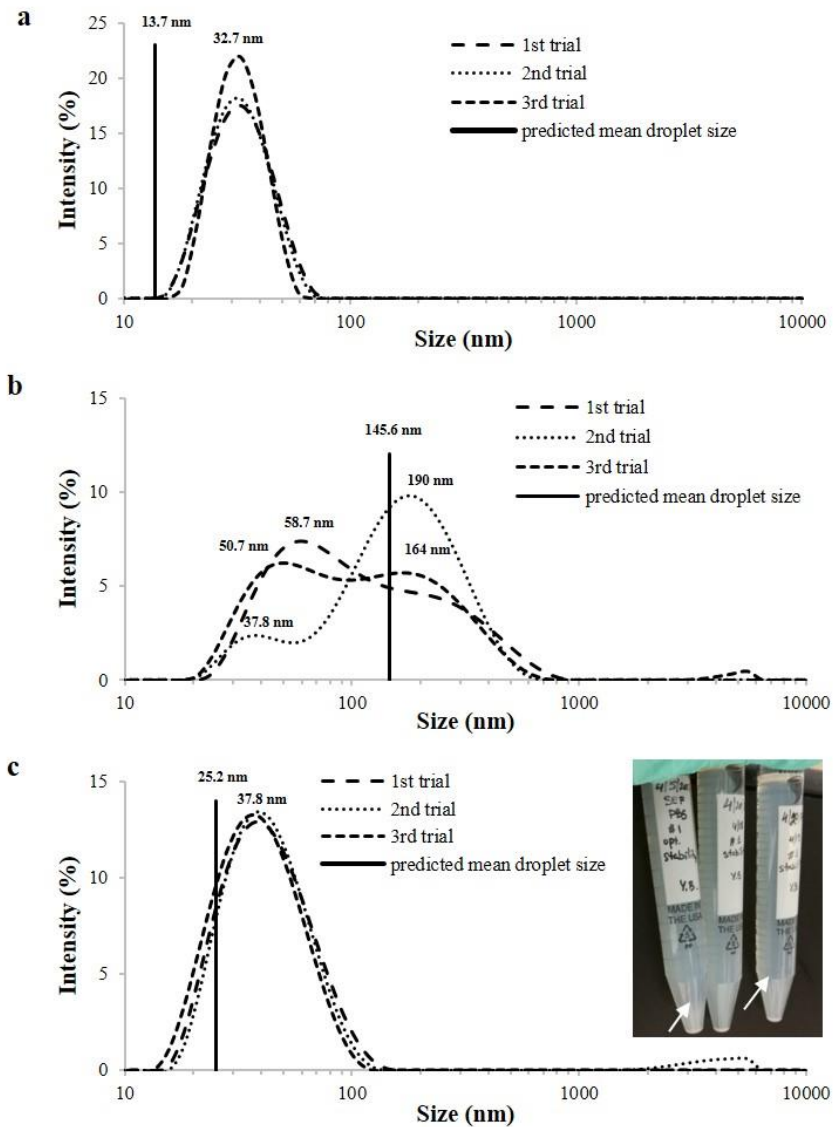 a
13.7 nm
32.7 nm
1st trial
2nd trial
3rd trial
predicted mean droplet size
Intensity (%)
25
20
15
10
5
0
10
100
1000
10000
Size (nm)
b
145.6 nm
190 nm
58.7 nm
50.7 nm
164 nm
37.8 nm
1st trial
2nd trial
3rd trial
predicted mean droplet size
Intensity (%)
15
10
5
0
10
100
1000
10000
Size (nm)
c
25.2 nm
37.8 nm
1st trial
2nd trial
3rd trial
predicted mean droplet size
Intensity (%)
15
10
5
0
10
100
1000
10000
Size (nm)
#1
opt.
Y.B.
MADE IN
THE USA
#1
Y.B
MADE IN
THE USA